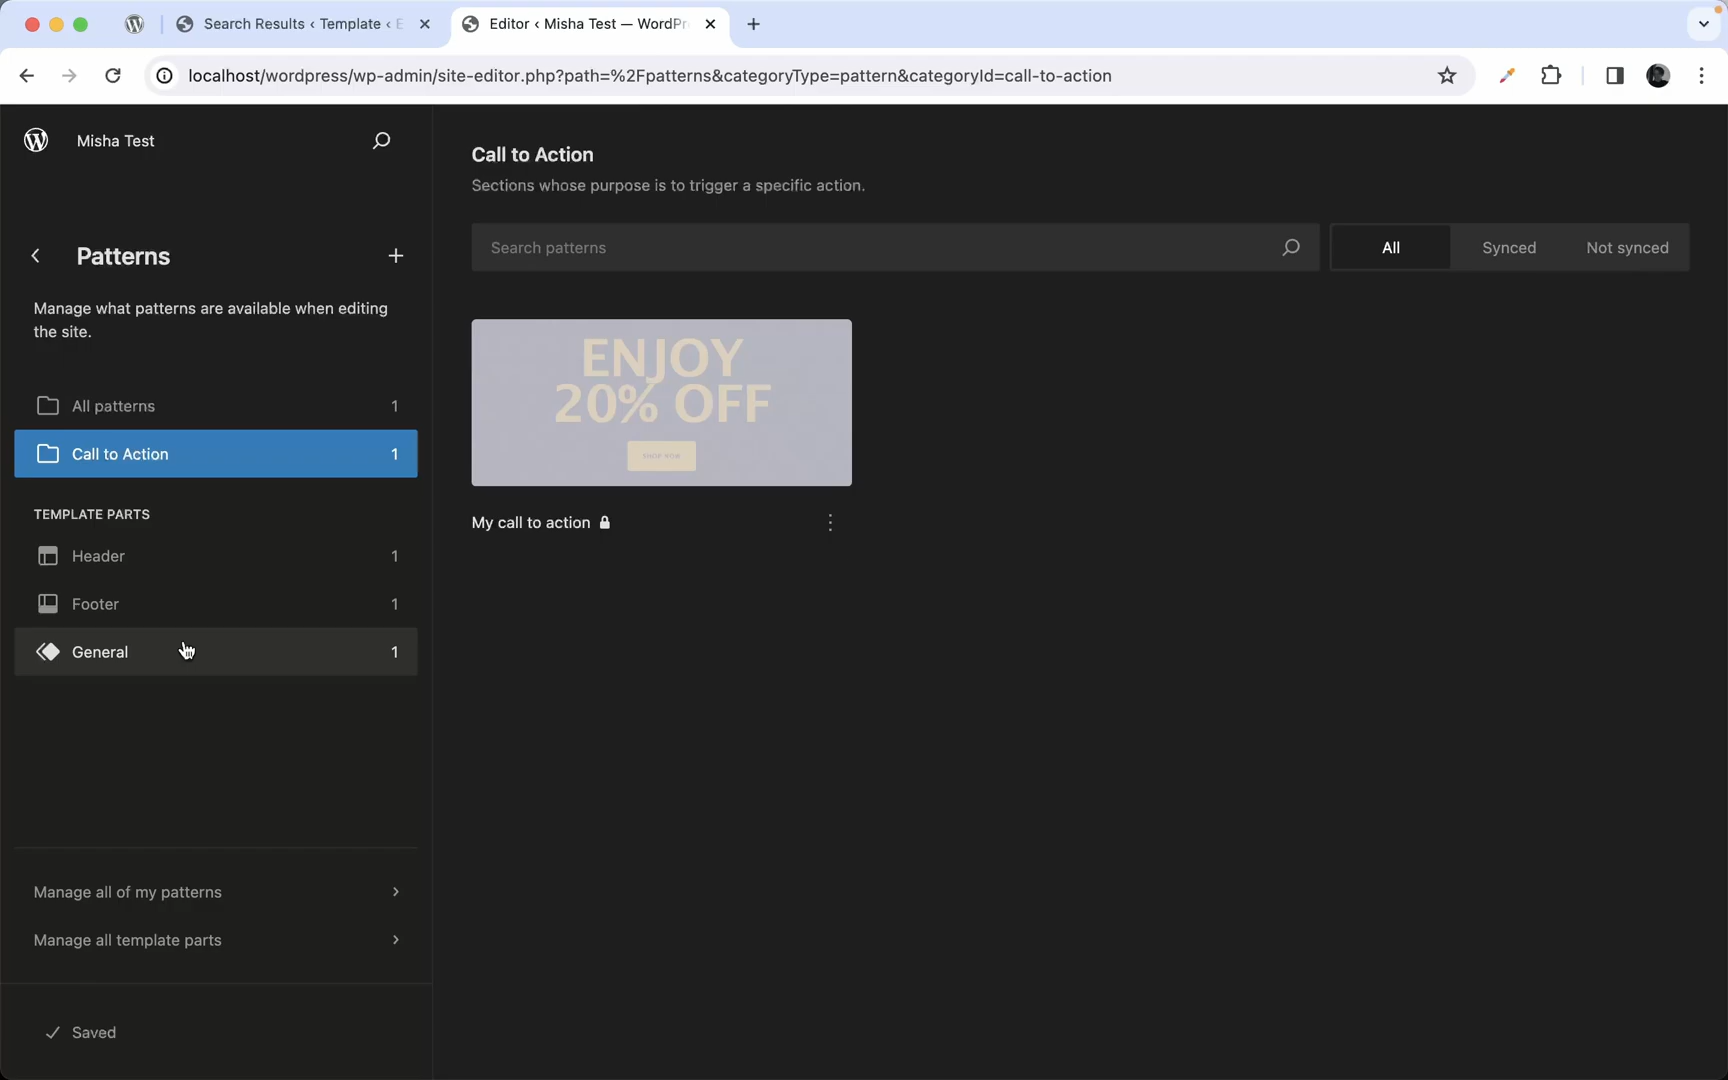 Search Results ‹ Template ‹ E
Editor ‹ Misha Test — WordPr
localhost/wordpress/wp-admin/site-editor.php?path=%2Fpatterns&categoryType=pattern&categoryId=call-to-action
Misha Test
Patterns
Manage what patterns are available when editing
the site.
All patterns 1
Call to Action 1
TEMPLATE PARTS
Header 1
Footer 1
General 1
Manage all of my patterns
Manage all template parts
Saved
Call to Action
Sections whose purpose is to trigger a specific action.
Search patterns
All Synced Not synced
ENJOY
20% OFF
SHOP NOW
My call to action